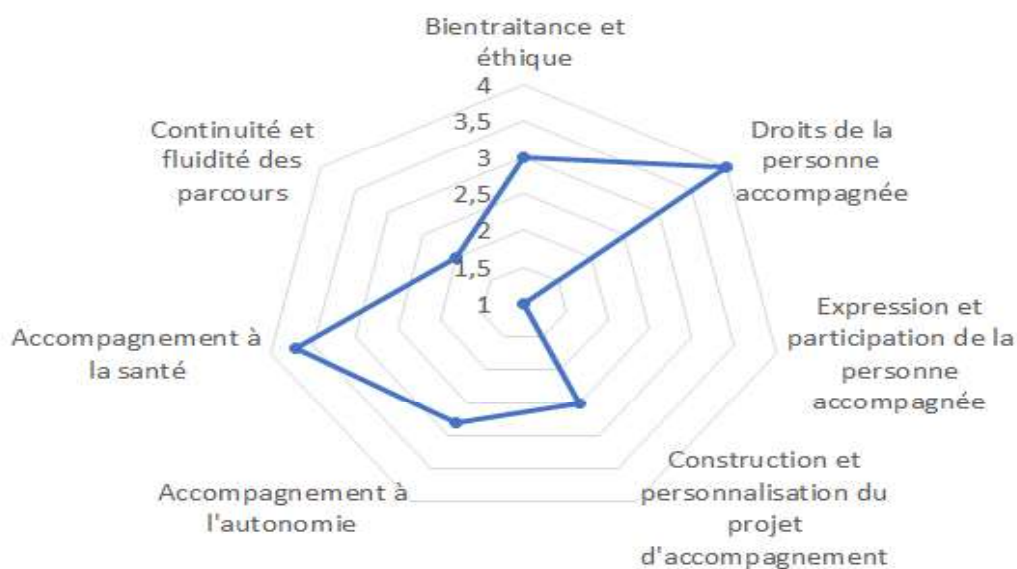 Bientraitance et
éthique
4
3,5
3
2,5
2
1,5
1
Droits de la
personne
accompagnée
Expression et
participation de la
personne
accompagnée
Construction et
personnalisation du
projet
d'accompagnement
Accompagnement à
l'autonomie
Accompagnement à
la santé
Continuité et
fluidité des
parcours